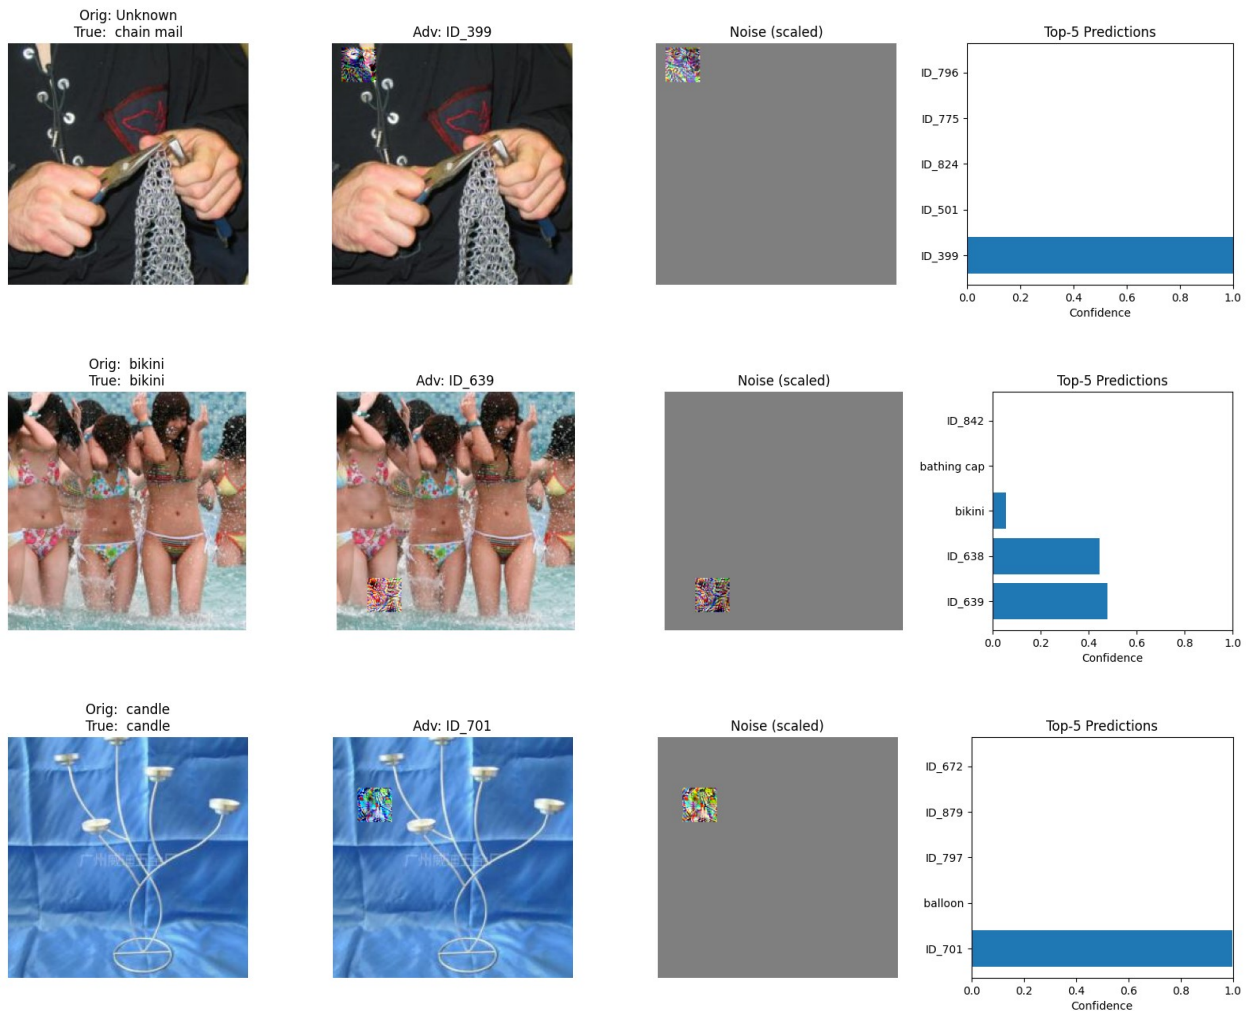 Orig: Unknown
True: chain mail
Adv: ID_399
Noise (scaled)
Top-5 Predictions
ID_796
ID_775
ID_824
ID_501
ID_399
0.0 0.2 0.4 0.6 0.8 1.0
Confidence
Orig: bikini
True: bikini
Adv: ID_639
Noise (scaled)
Top-5 Predictions
ID_842
bathing cap
bikini
ID_638
ID_639
0.0 0.2 0.4 0.6 0.8 1.0
Confidence
Orig: candle
True: candle
Adv: ID_701
Noise (scaled)
Top-5 Predictions
ID_672
ID_879
ID_797
balloon
ID_701
0.0 0.2 0.4 0.6 0.8 1.0
Confidence